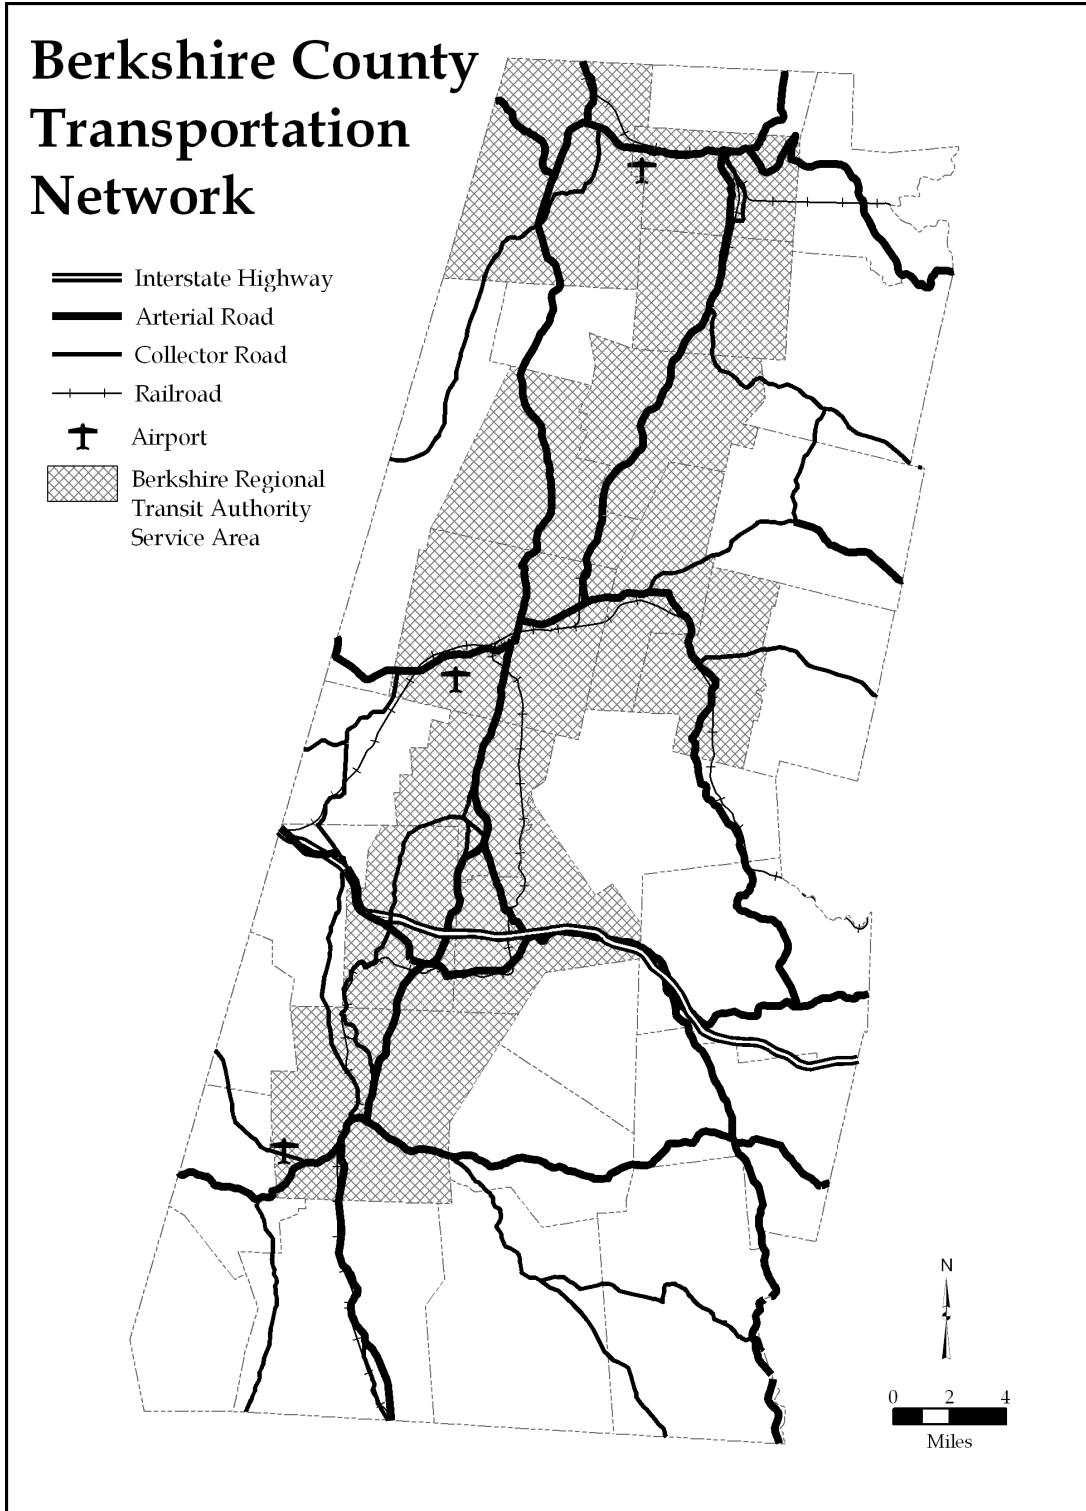 Berkshire County
Transportation
Network
Interstate Highway
Arterial Road
Collector Road
Railroad
Airport
Berkshire Regional
Transit Authority
Service Area
N
0 2 4
Miles